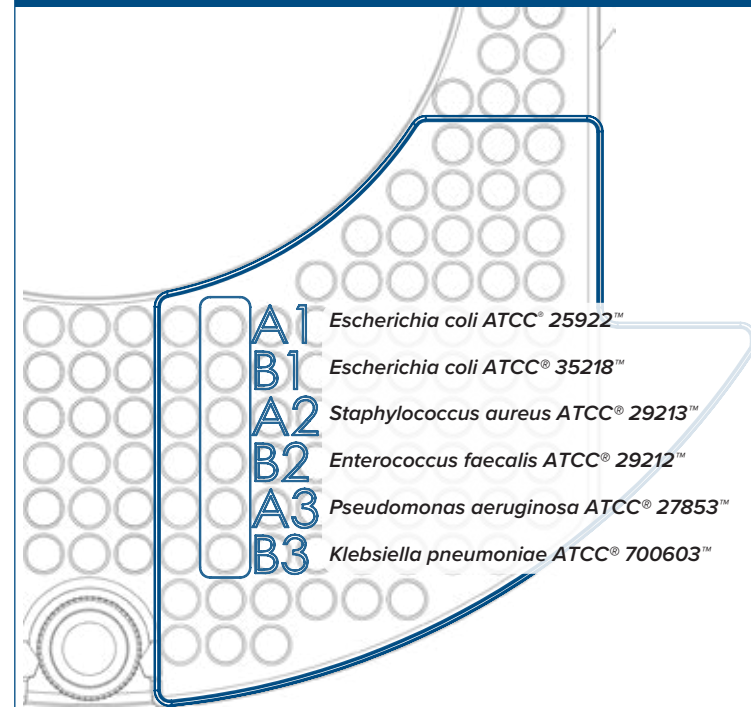 A1 Escherichia coli ATCC® 25922™
B1 Escherichia coli ATCC® 35218™
A2 Staphylococcus aureus ATCC® 29213™
B2 Enterococcus faecalis ATCC® 29212™
A3 Pseudomonas aeruginosa ATCC® 27853™
B3 Klebsiella pneumoniae ATCC® 700603™